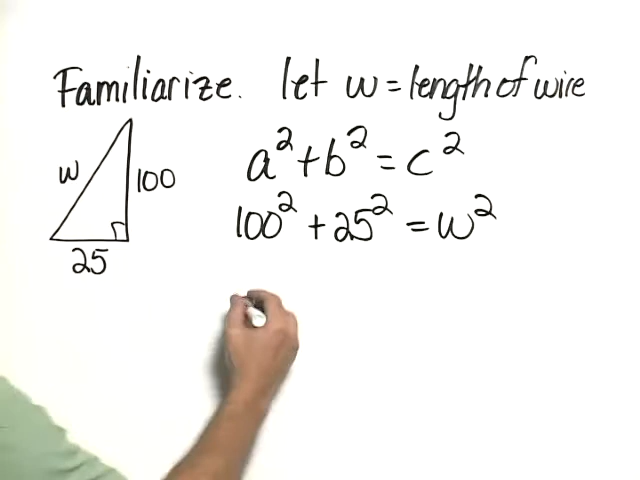 Familiarize. let w = length of wire
a² + b² = c²
w
100
100² + 25² = w²
25